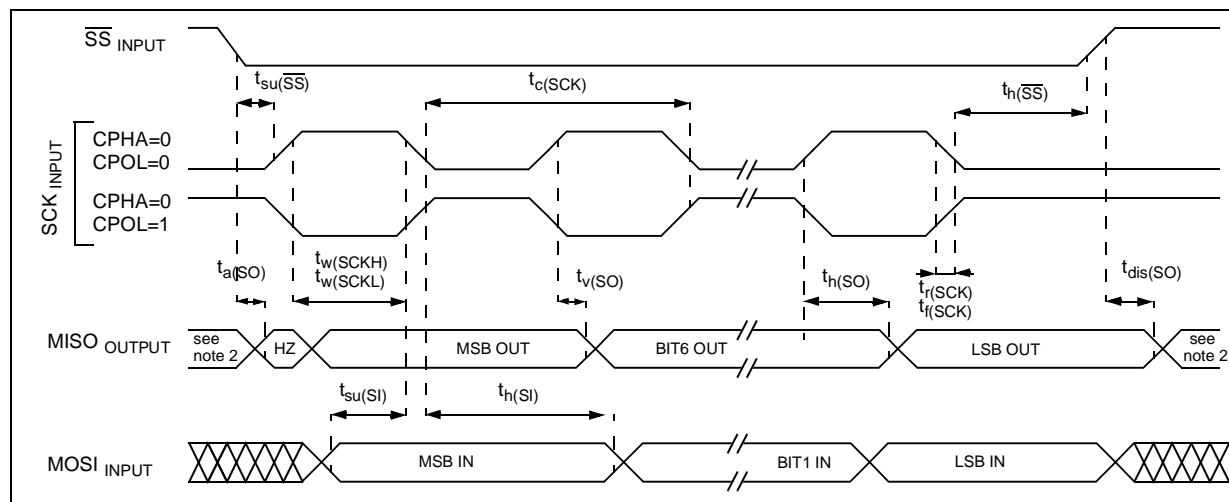 SS INPUT
tsu(SS)
tc(SCK)
th(SS)
SCK INPUT
CPHA=0
CPOL=0
CPHA=0
CPOL=1
ta(SO)
tw(SCKH)
tw(SCKL)
tv(SO)
th(SO)
tr(SCK)
tf(SCK)
tdis(SO)
MISO OUTPUT
see
note 2
HZ
MSB OUT
BIT6 OUT
LSB OUT
see
note 2
tsu(SI)
th(SI)
MOSI INPUT
MSB IN
BIT1 IN
LSB IN